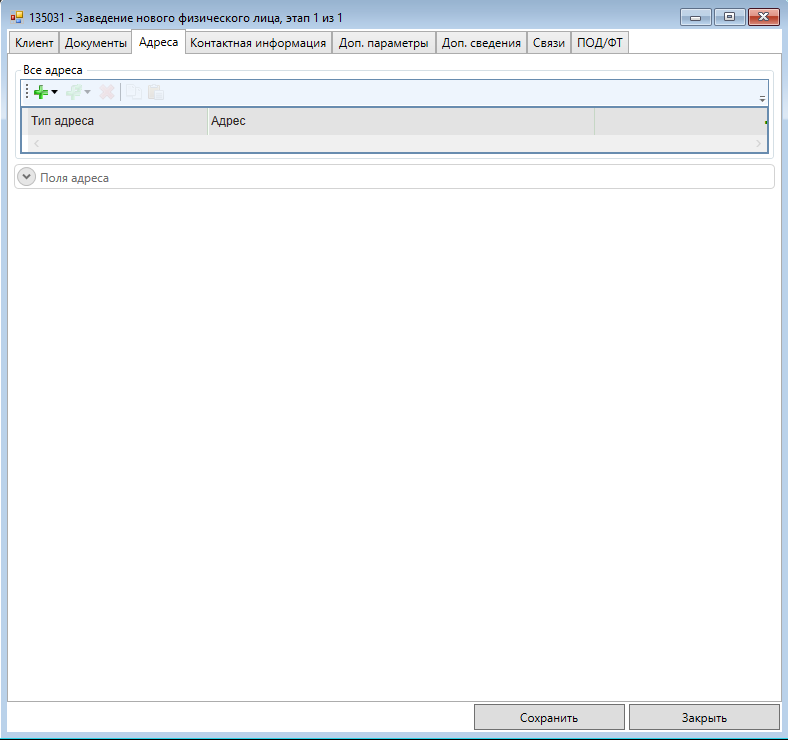 135031 - Заведение нового физического лица, этап 1 из 1
Клиент Документы Адреса Контактная информация Доп. параметры Доп. сведения Связи ПОД/ФТ
Все адреса
Тип адреса Адрес
Поля адреса
Сохранить Закрыть